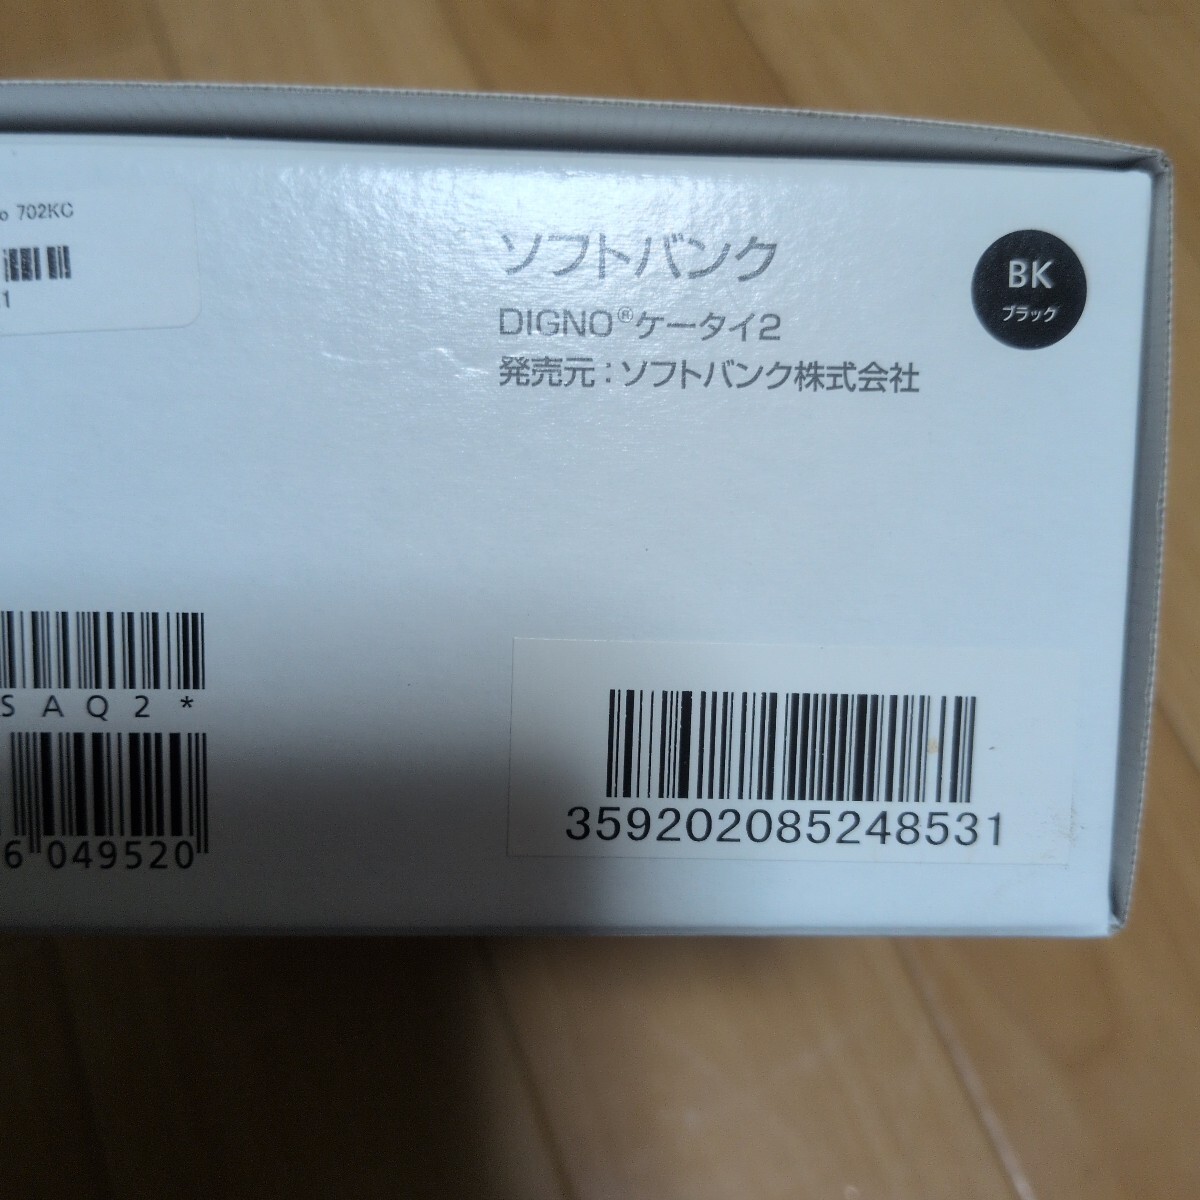 702KC
1
ソフトバンク
DIGNO®ケータイ2
発売元：ソフトバンク株式会社
BK
ブラック
SAQ2*
6 049520
359202085248531